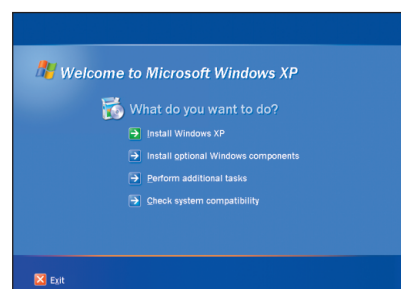 Welcome to Microsoft Windows XP
What do you want to do?
Install Windows XP
Install optional Windows components
Perform additional tasks
Check system compatibility
Exit